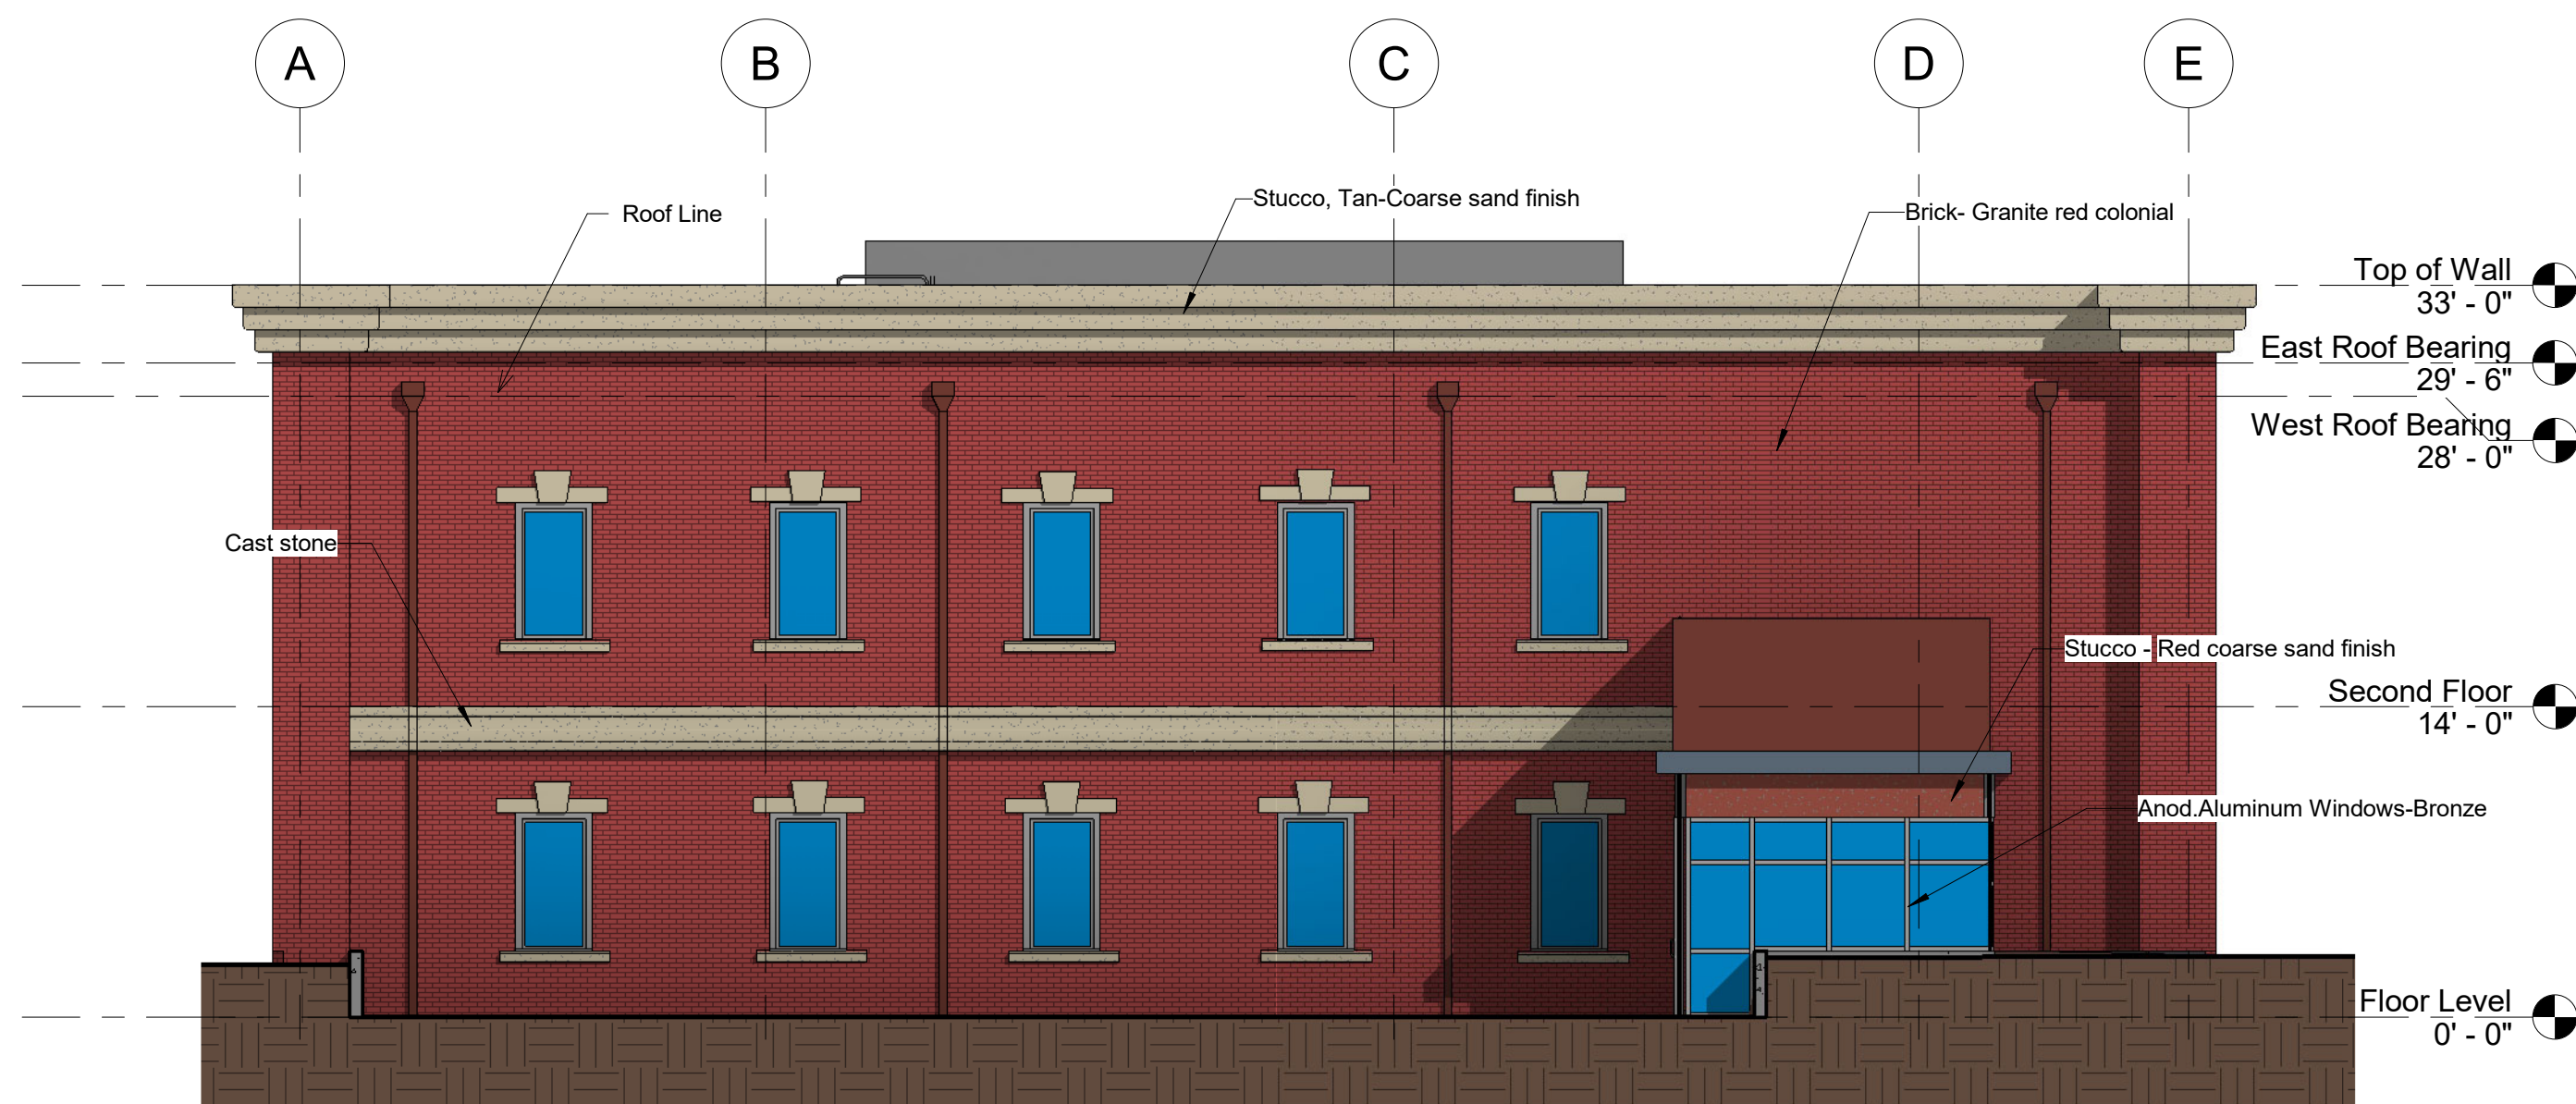 A
B
C
D
E
Roof Line
Stucco, Tan-Coarse sand finish
Brick- Granite red colonial
Top of Wall
33' - 0"
East Roof Bearing
29' - 6"
West Roof Bearing
28' - 0"
Cast stone
Stucco - Red coarse sand finish
Second Floor
14' - 0"
Anod.Aluminum Windows-Bronze
Floor Level
0' - 0"